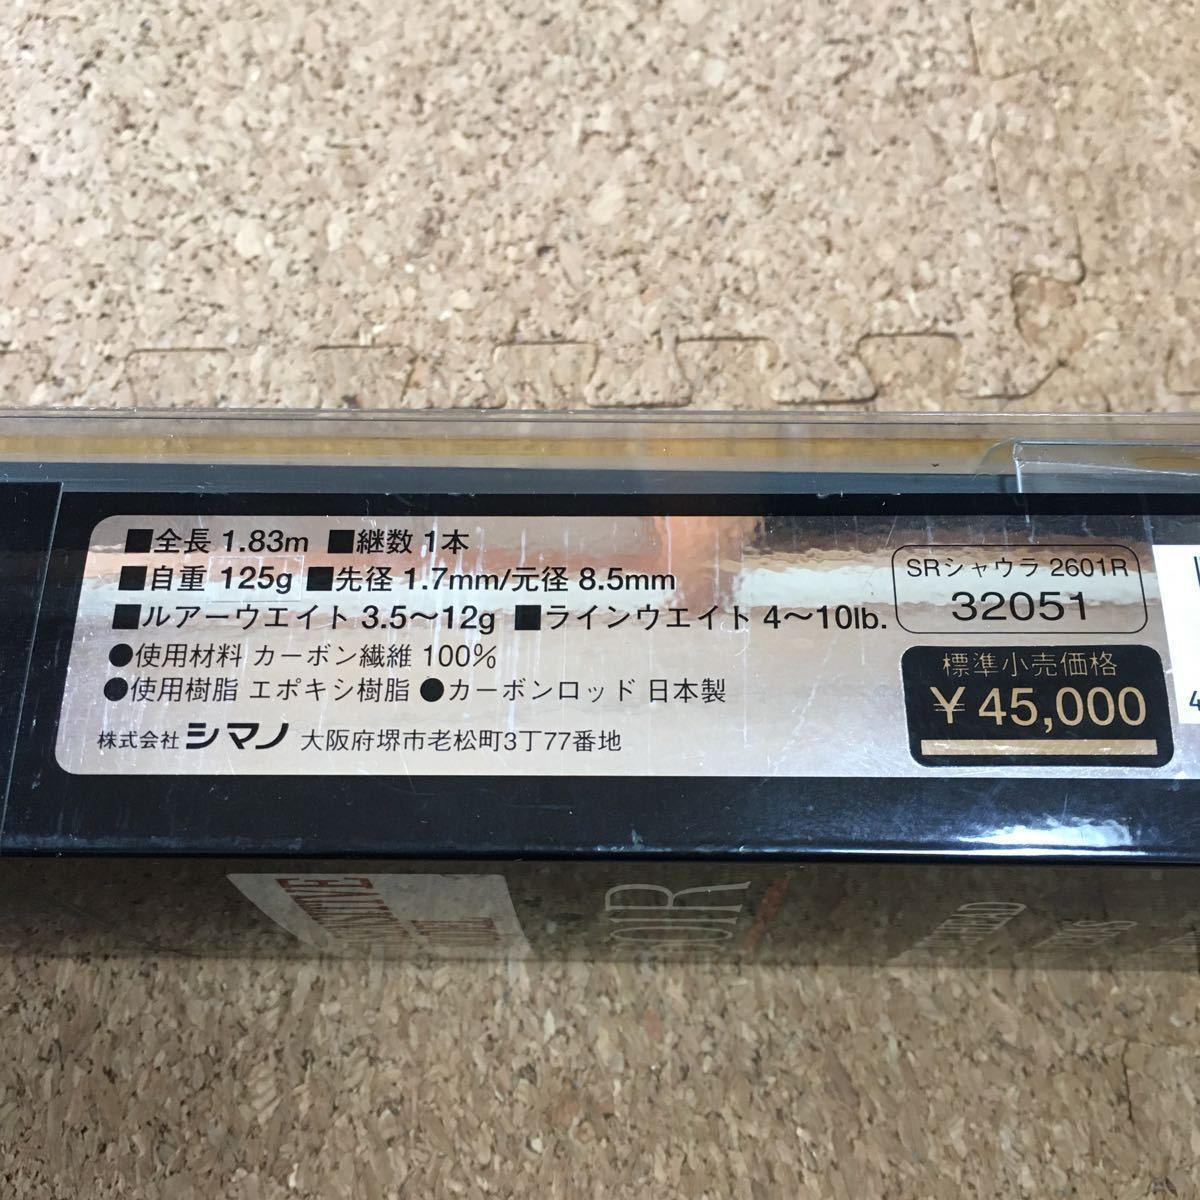 ■全長 1.83m ■継数 1本
■自重 125g ■先径 1.7mm/元径 8.5mm
■ルアーウエイト 3.5〜12g ■ラインウエイト 4〜10lb.
●使用材料 カーボン繊維 100%
●使用樹脂 エポキシ樹脂 ●カーボンロッド 日本製
株式会社 シマノ 大阪府堺市老松町3丁77番地
SRシャウラ 2601R
32051
標準小売価格
¥45,000